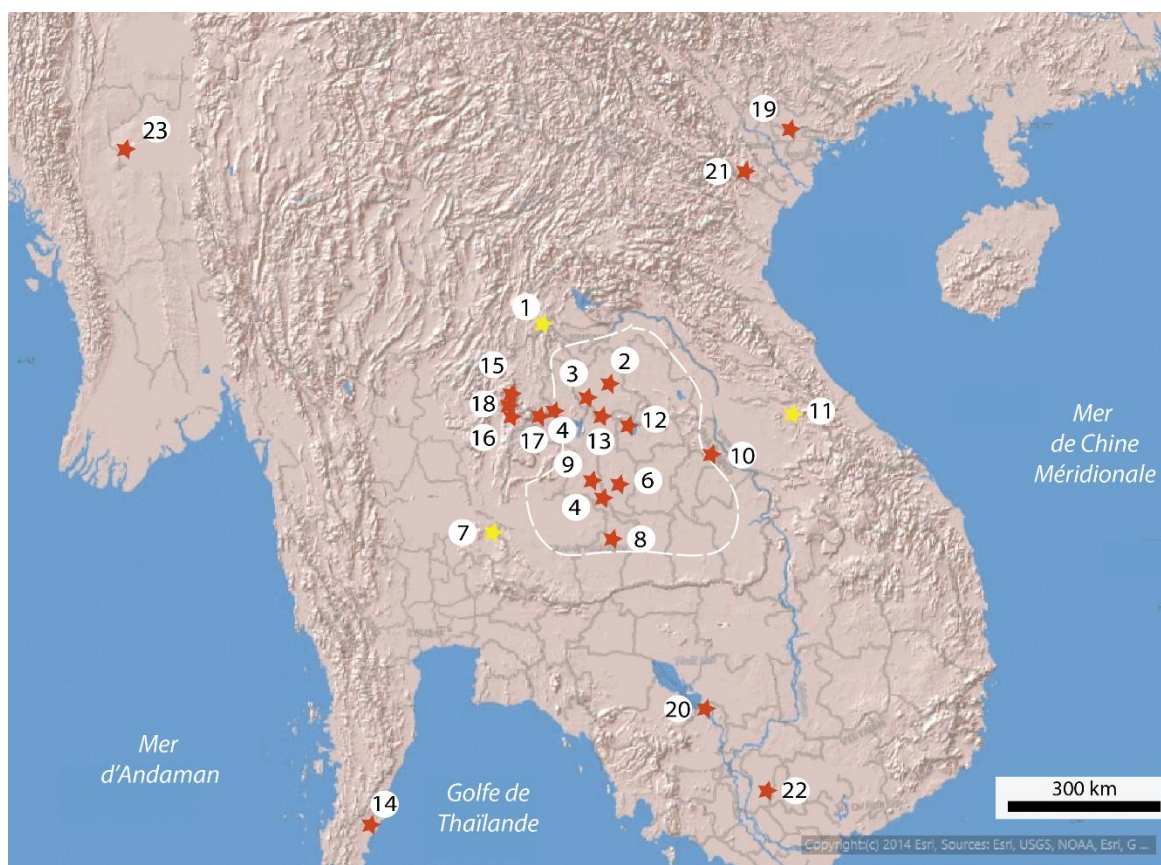 19
23
21
1
2
15
3
18
11
12
16
17
4
13
Mer
de Chine
Méridionale
10
9
6
4
7
8
20
Mer
d'Andaman
Golfe de
Thaïlande
14
22
300 km
Copyright:(c) 2014 Esri, Sources: Esri, USGS, NOAA, Esri, G ...